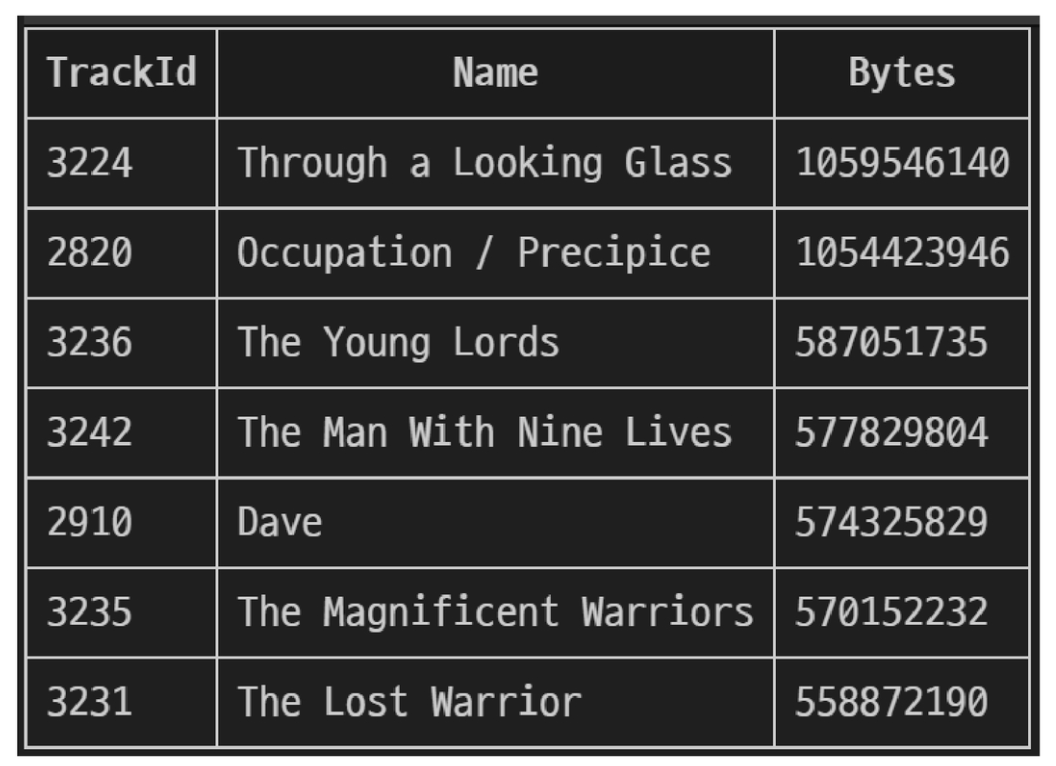 TrackId Name Bytes
3224 Through a Looking Glass 1059546140
2820 Occupation / Precipice 1054423946
3236 The Young Lords 587051735
3242 The Man With Nine Lives 577829804
2910 Dave 574325829
3235 The Magnificent Warriors 570152232
3231 The Lost Warrior 558872190